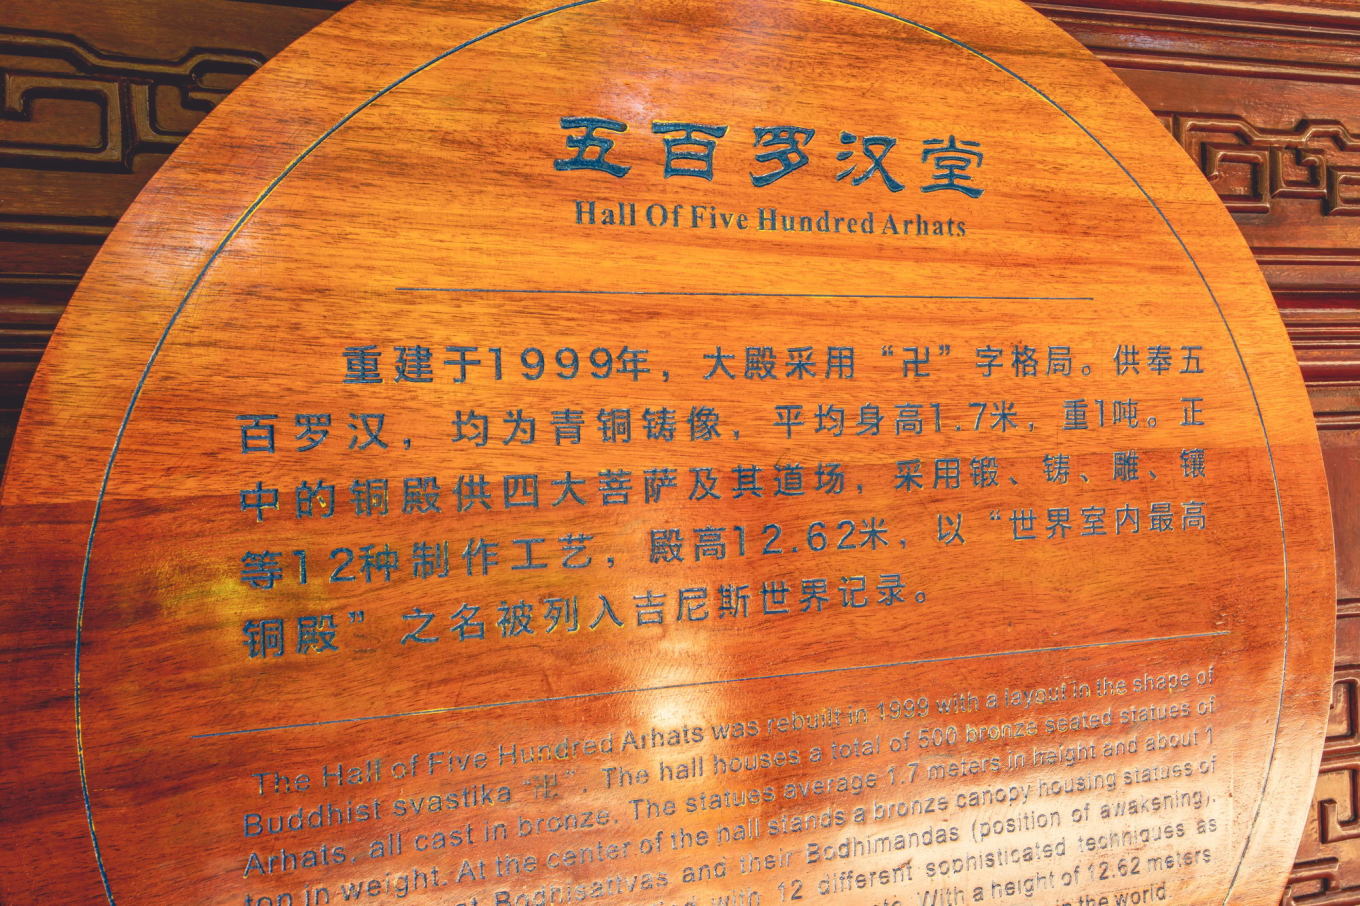 五百罗汉堂
Hall Of Five Hundred Arhats
重建于1999年，大殿采用“卍”字格局。供奉五
百罗汉，均为青铜铸像，平均身高1.7米，重1吨。正
中的铜殿供四大菩萨及其道场，采用锻、铸、雕、镶
等12种制作工艺，殿高12.62米，以“世界室内最高
铜殿”之名被列入吉尼斯世界记录。
The Hall of Five Hundred Arhats was rebuilt in 1999 with a layout in the shape of
Buddhist svastika “卍”. The hall houses a total of 500 bronze seated statues of
Arhats, all cast in bronze. The statues average 1.7 meters in height and about 1
ton in weight. At the center of the hall stands a bronze canopy housing statues of
Bodhisattvas and their Bodhimandas (position of awakening),
with 12 different sophisticated techniques as
With a height of 12.62 meters
in the world.